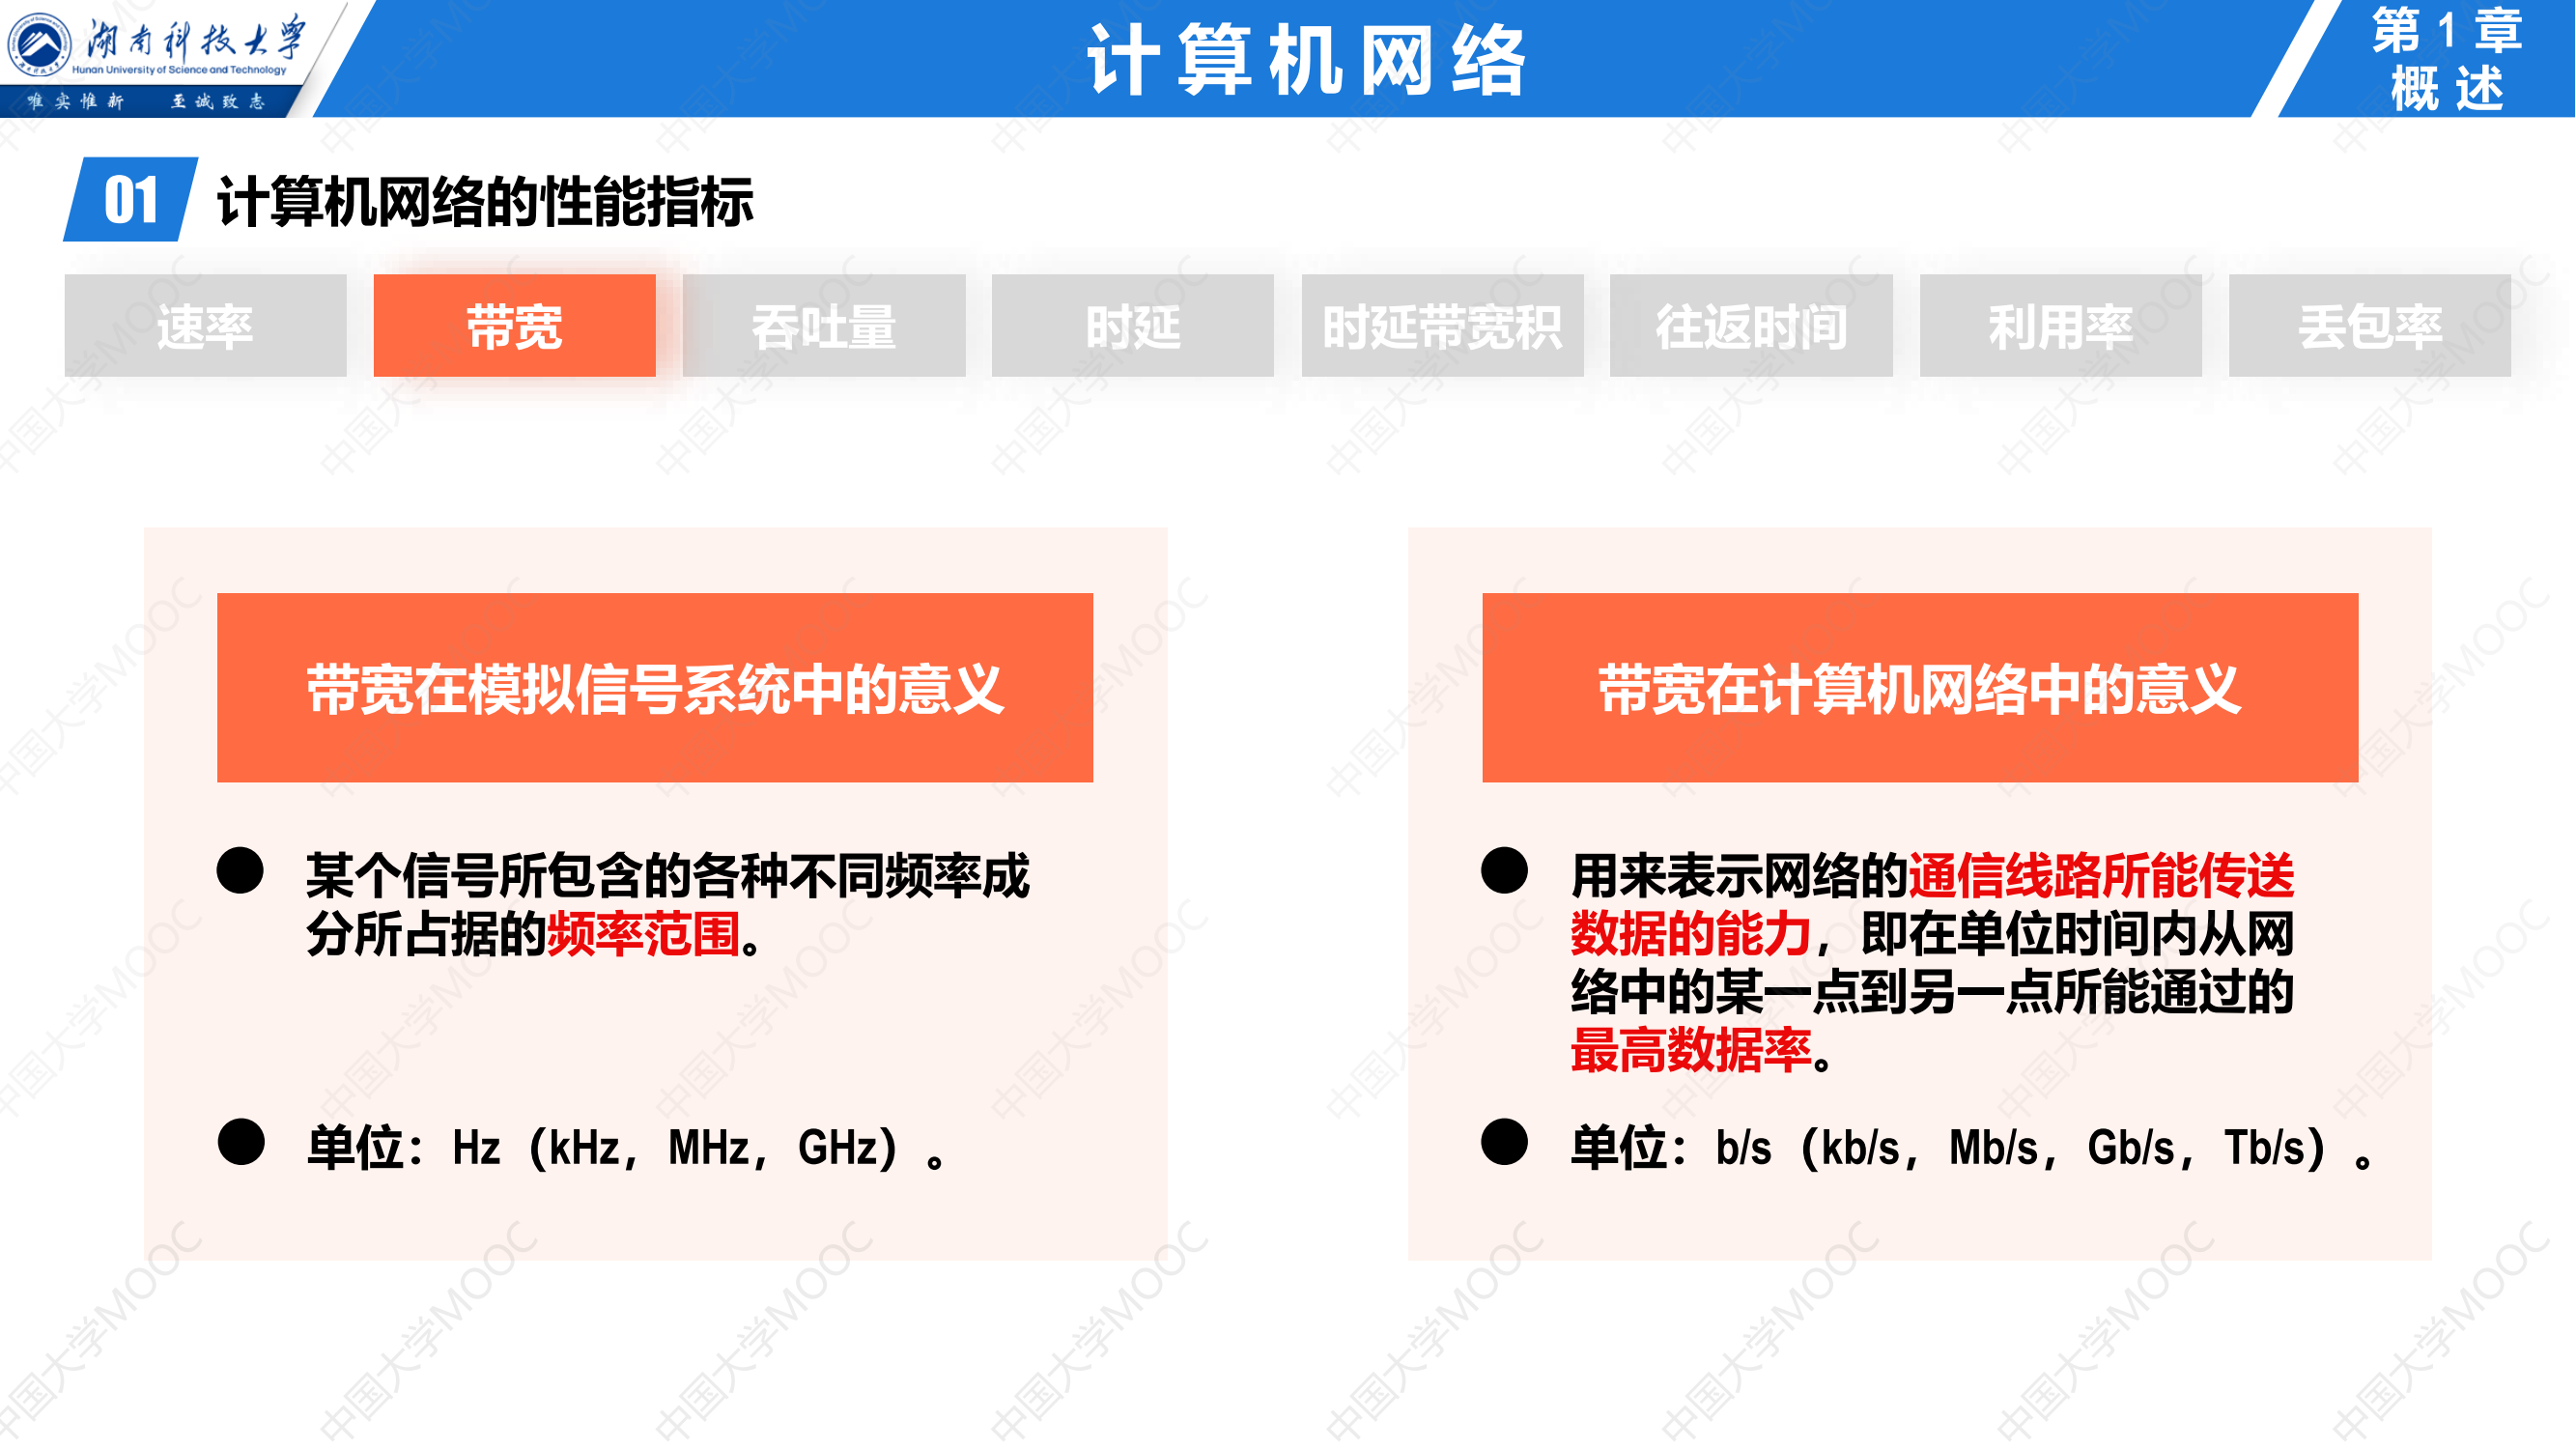 湖南科技大学
Hunan University of Science and Technology
唯实惟新 至诚致志
计算机网络
第1章
概述
01 计算机网络的性能指标
速率 带宽 吞吐量 时延 时延带宽积 往返时间 利用率 丢包率
带宽在模拟信号系统中的意义
某个信号所包含的各种不同频率成
分所占据的频率范围。
单位：Hz（kHz，MHz，GHz）。
带宽在计算机网络中的意义
用来表示网络的通信线路所能传送
数据的能力，即在单位时间内从网
络中的某一点到另一点所能通过的
最高数据率。
单位：b/s（kb/s，Mb/s，Gb/s，Tb/s）。
中国大学MOOC